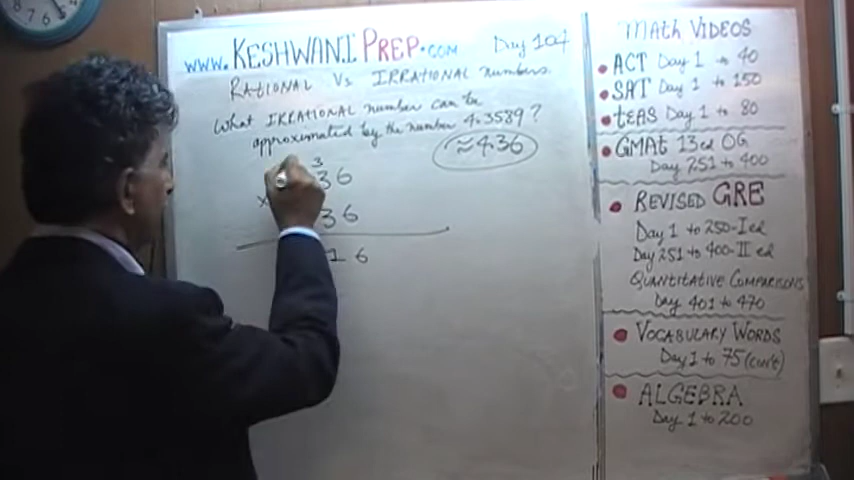 www.KESHWANIPREP.COM Day 104
RATIONAL Vs IRRATIONAL numbers.
What IRRATIONAL number can be
approximated by the number 4.3589?
≈4.36
3
36
x
36
16
Math VIDEOS
ACT Day 1 to 40
SAT Day 1 to 150
tEAS Day 1 to 80
GMAt 13ed OG
Day 251 to 400
REVISED GRE
Day 1 to 250-I ed
Day 251 to 400-II ed
QUANTITATIVE COMPARISONS
Day 401 to 470
VOCABULARY WORDS
Day 1 to 75 (con't)
ALGEBRA
Day 1 to 200